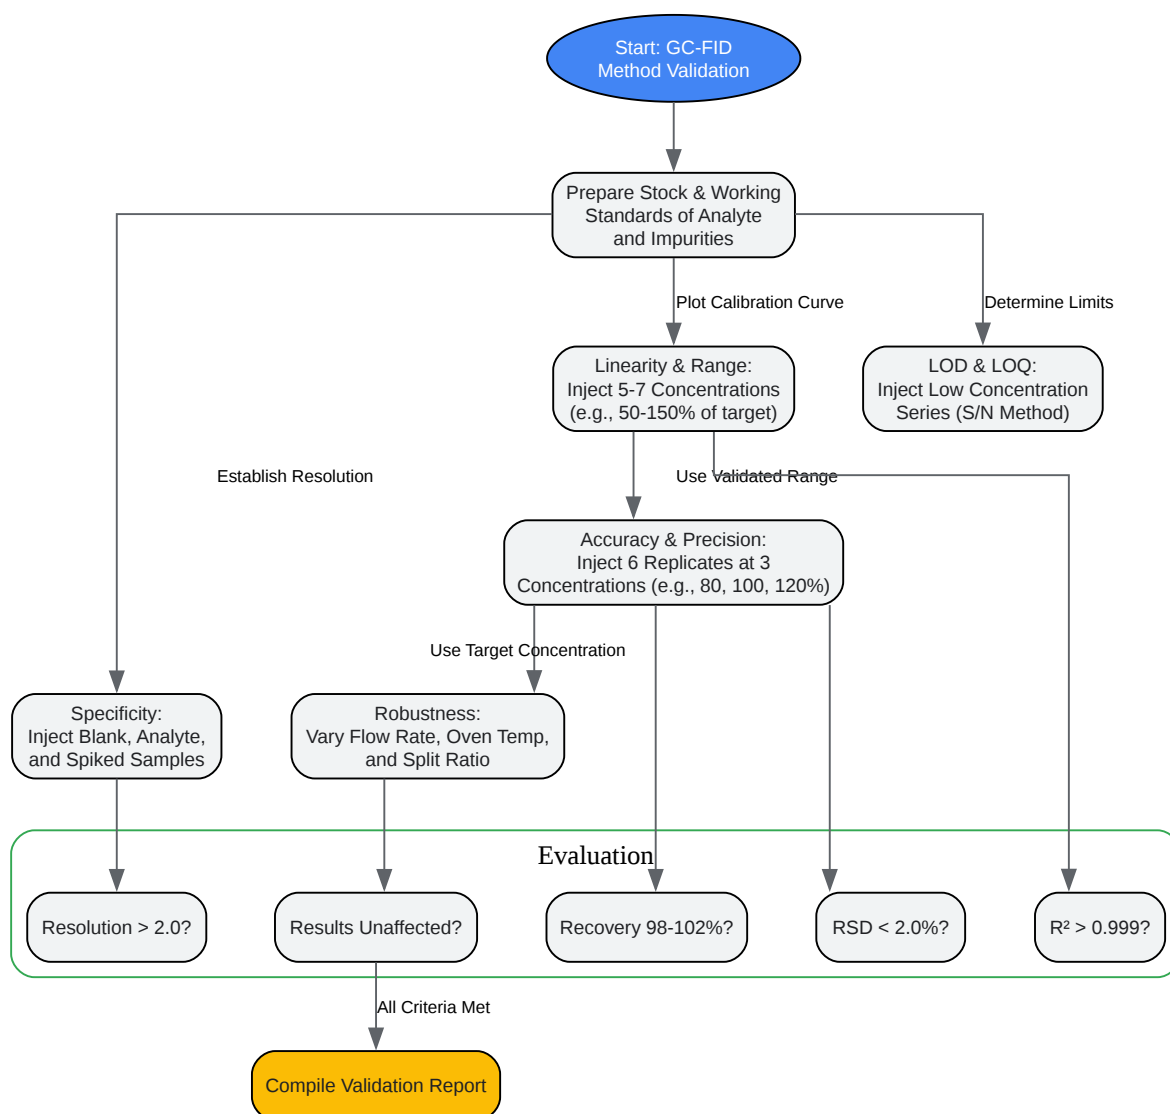 Start: GC-FID
Method Validation
Prepare Stock & Working
Standards of Analyte
and Impurities
Plot Calibration Curve
Determine Limits
Linearity & Range:
Inject 5-7 Concentrations
(e.g., 50-150% of target)
LOD & LOQ:
Inject Low Concentration
Series (S/N Method)
Establish Resolution
Use Validated Range
Accuracy & Precision:
Inject 6 Replicates at 3
Concentrations (e.g., 80, 100, 120%)
Use Target Concentration
Specificity:
Inject Blank, Analyte,
and Spiked Samples
Robustness:
Vary Flow Rate, Oven Temp,
and Split Ratio
Evaluation
Resolution > 2.0?
Results Unaffected?
Recovery 98-102%?
RSD < 2.0%?
R² > 0.999?
All Criteria Met
Compile Validation Report